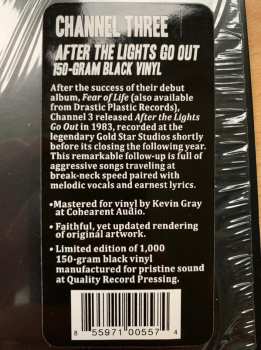 CHANNEL THREE
AFTER THE LIGHTS GO OUT
150-GRAM BLACK VINYL
After the success of their debut
album, Fear of Life (also available
from Drastic Plastic Records),
Channel 3 released After the Lights
Go Out in 1983, recorded at the
legendary Gold Star Studios shortly
before its closing the following year.
This remarkable follow-up is full of
aggressive songs traveling at
break-neck speed paired with
melodic vocals and earnest lyrics.
•Mastered for vinyl by Kevin Gray
at Cohearent Audio.
• Faithful, yet updated rendering
of original artwork.
• Limited edition of 1,000
150-gram black vinyl
manufactured for pristine sound
at Quality Record Pressing.
8 55971 00557 4